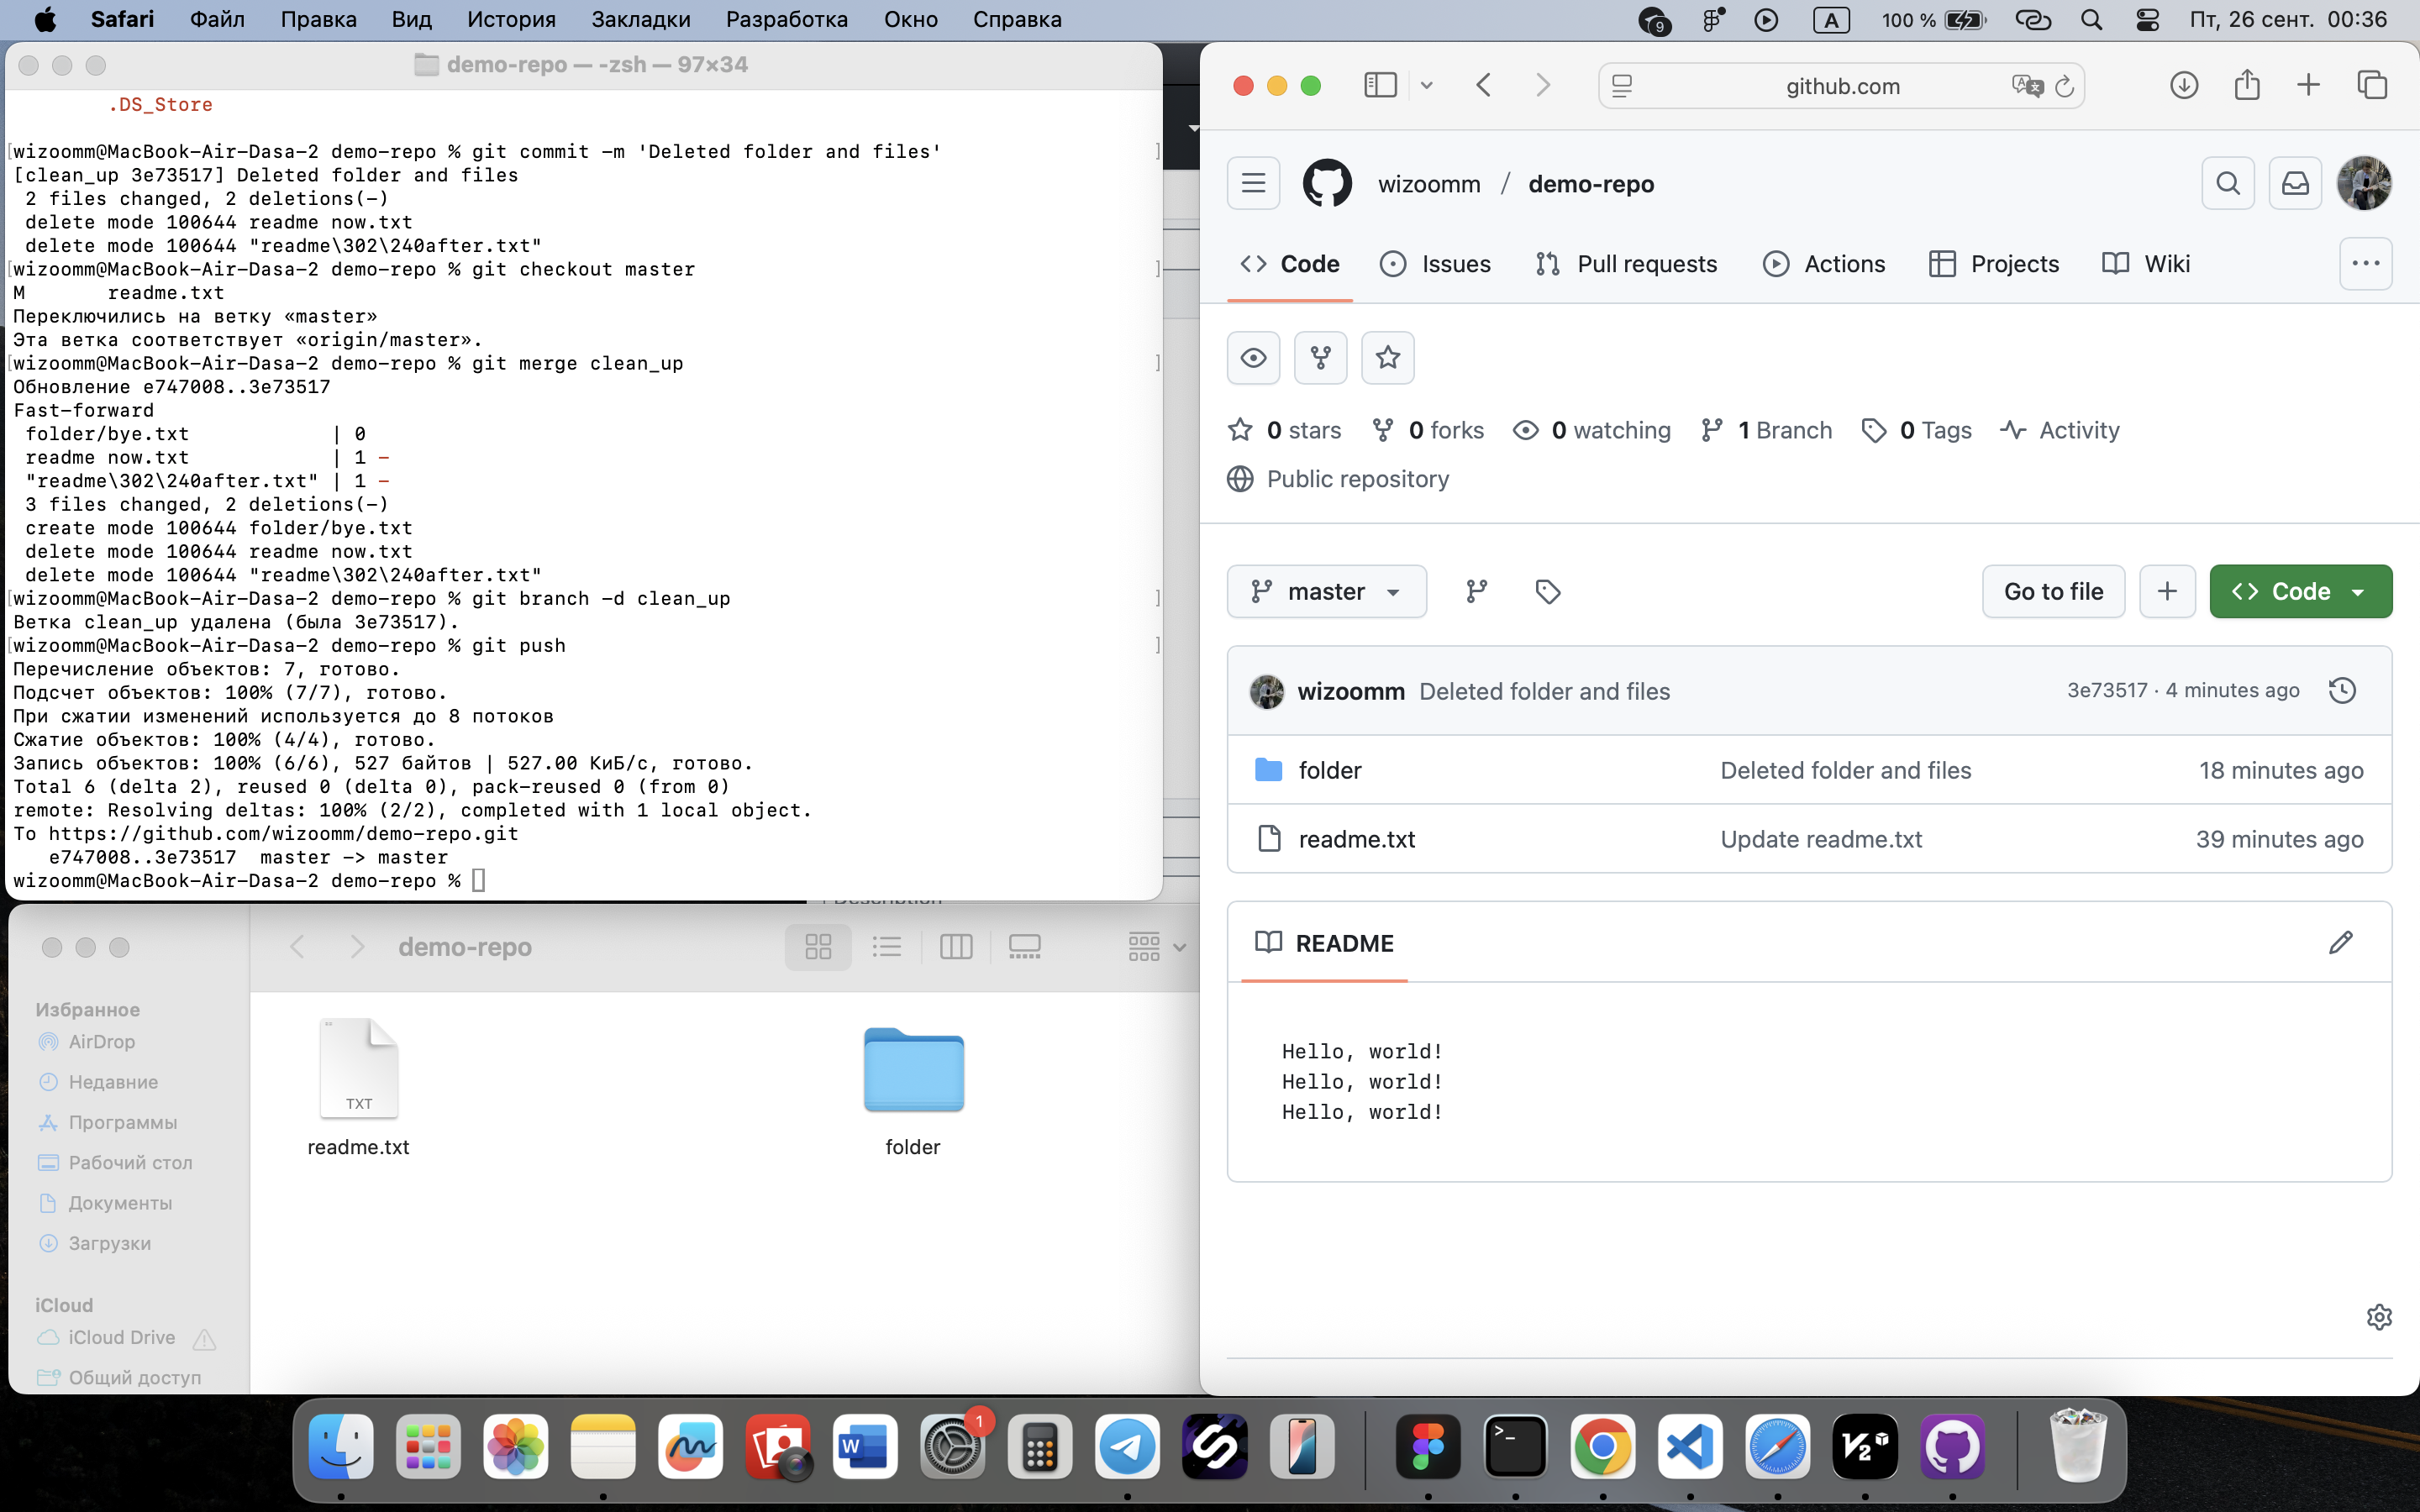 Safari Файл Правка Вид История Закладки Разработка Окно Справка
9 A 100 % Пт, 26 сент. 00:36
demo-repo — -zsh — 97×34
.DS_Store
[wizoomm@MacBook-Air-Dasa-2 demo-repo % git commit -m 'Deleted folder and files' ]
[clean_up 3e73517] Deleted folder and files
2 files changed, 2 deletions(-)
delete mode 100644 readme now.txt
delete mode 100644 "readme\302\240after.txt"
[wizoomm@MacBook-Air-Dasa-2 demo-repo % git checkout master ]
M readme.txt
Переключились на ветку «master»
Эта ветка соответствует «origin/master».
[wizoomm@MacBook-Air-Dasa-2 demo-repo % git merge clean_up ]
Обновление e747008..3e73517
Fast-forward
folder/bye.txt | 0
readme now.txt | 1 -
"readme\302\240after.txt" | 1 -
3 files changed, 2 deletions(-)
create mode 100644 folder/bye.txt
delete mode 100644 readme now.txt
delete mode 100644 "readme\302\240after.txt"
[wizoomm@MacBook-Air-Dasa-2 demo-repo % git branch -d clean_up ]
Ветка clean_up удалена (была 3e73517).
[wizoomm@MacBook-Air-Dasa-2 demo-repo % git push ]
Перечисление объектов: 7, готово.
Подсчет объектов: 100% (7/7), готово.
При сжатии изменений используется до 8 потоков
Сжатие объектов: 100% (4/4), готово.
Запись объектов: 100% (6/6), 527 байтов | 527.00 КиБ/с, готово.
Total 6 (delta 2), reused 0 (delta 0), pack-reused 0 (from 0)
remote: Resolving deltas: 100% (2/2), completed with 1 local object.
To https://github.com/wizoomm/demo-repo.git
e747008..3e73517 master -> master
wizoomm@MacBook-Air-Dasa-2 demo-repo %
demo-repo
Избранное
AirDrop
Недавние
Программы
Рабочий стол
Документы
Загрузки
iCloud
iCloud Drive
Общий доступ
TXT
readme.txt
folder
github.com
wizoomm / demo-repo
Code Issues Pull requests Actions Projects Wiki
0 stars 0 forks 0 watching 1 Branch 0 Tags Activity
Public repository
master Go to file Code
wizoomm Deleted folder and files 3e73517 · 4 minutes ago
folder Deleted folder and files 18 minutes ago
readme.txt Update readme.txt 39 minutes ago
README
Hello, world!
Hello, world!
Hello, world!
W 1 V2